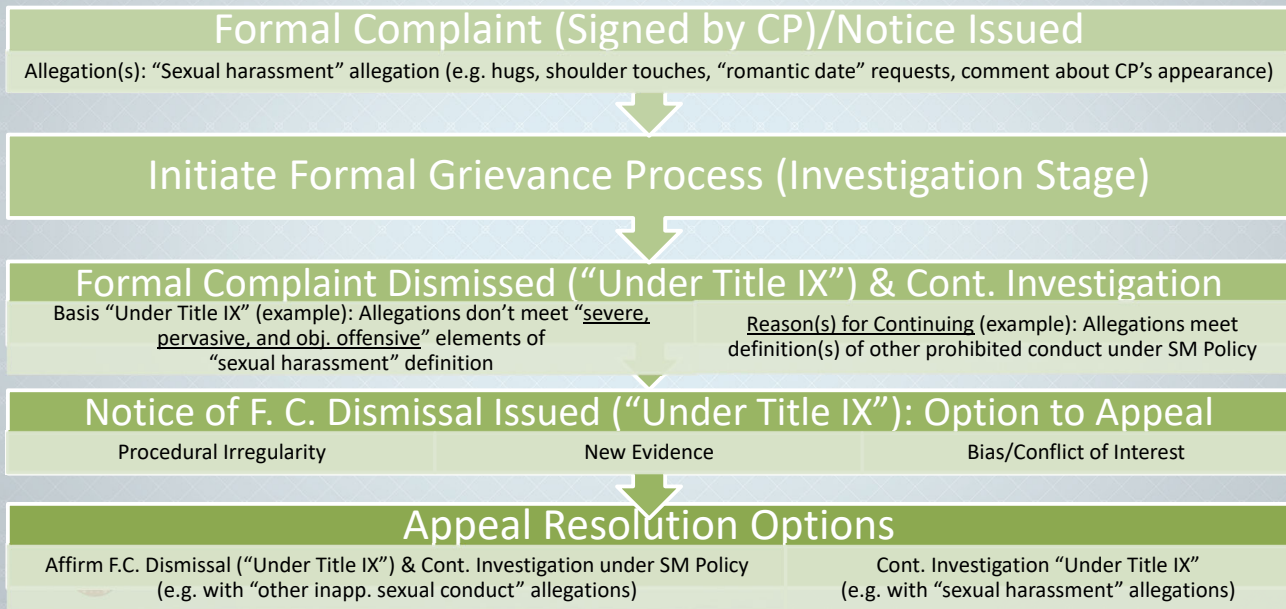 Formal Complaint (Signed by CP)/Notice Issued
Allegation(s): “Sexual harassment” allegation (e.g. hugs, shoulder touches, “romantic date” requests, comment about CP’s appearance)
Initiate Formal Grievance Process (Investigation Stage)
Formal Complaint Dismissed (“Under Title IX”) & Cont. Investigation
Basis “Under Title IX” (example): Allegations don’t meet “severe,
pervasive, and obj. offensive” elements of
“sexual harassment” definition
Reason(s) for Continuing (example): Allegations meet
definition(s) of other prohibited conduct under SM Policy
Notice of F. C. Dismissal Issued (“Under Title IX”): Option to Appeal
Procedural Irregularity
New Evidence
Bias/Conflict of Interest
Appeal Resolution Options
Affirm F.C. Dismissal (“Under Title IX”) & Cont. Investigation under SM Policy
(e.g. with “other inapp. sexual conduct” allegations)
Cont. Investigation “Under Title IX”
(e.g. with “sexual harassment” allegations)